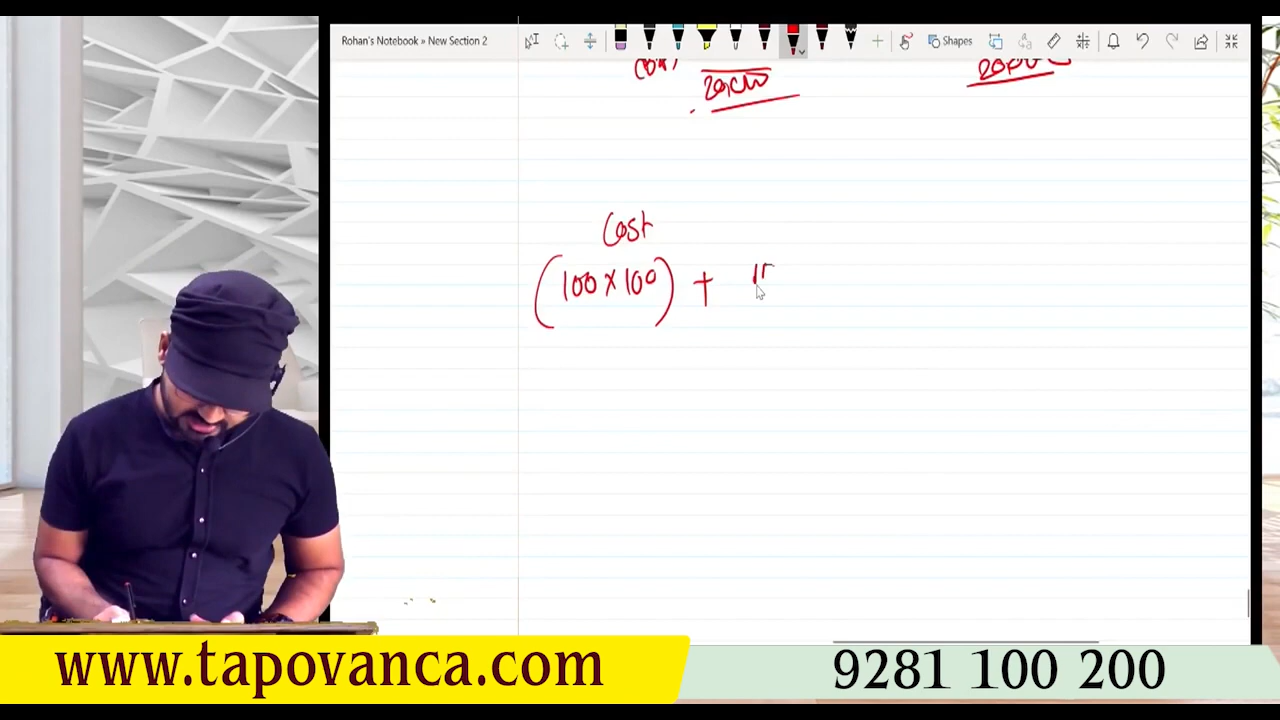 Rohan's Notebook » New Section 2
Shapes
Cost
(100 x 100) +
www.tapovanca.com
9281 100 200